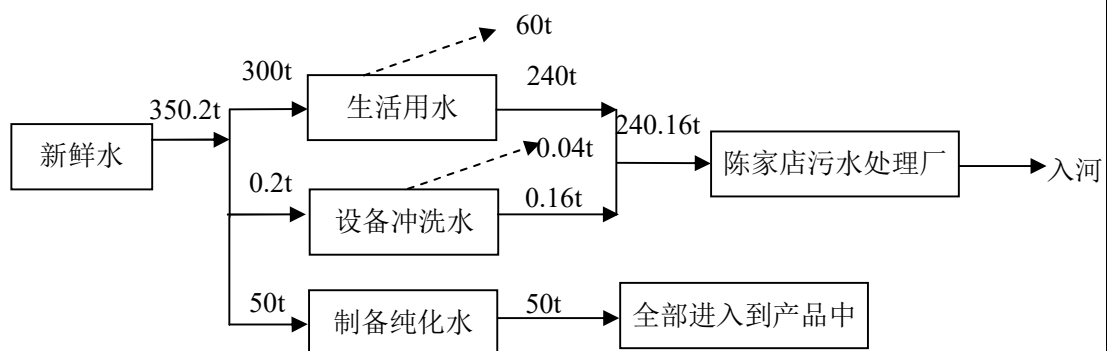 60t
300t
生活用水
240t
350.2t
240.16t
新鲜水
0.04t
陈家店污水处理厂
入河
0.2t
设备冲洗水
0.16t
50t
制备纯化水
50t
全部进入到产品中